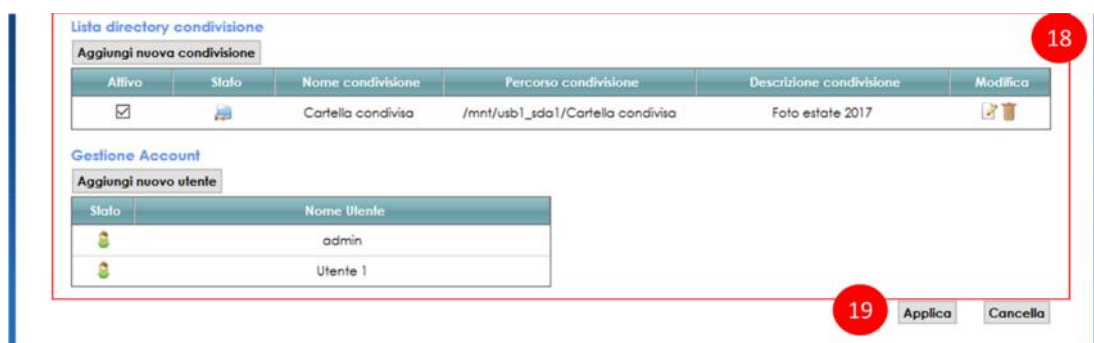 Lista directory condivisione
18
Aggiungi nuova condivisione
Attivo Stato Nome condivisione Percorso condivisione Descrizione condivisione Modifica
Cartella condivisa /mnt/usb1_sda1/Cartella condivisa Foto estate 2017
Gestione Account
Aggiungi nuovo utente
Stato Nome Utente
admin
Utente 1
19 Applica Cancella